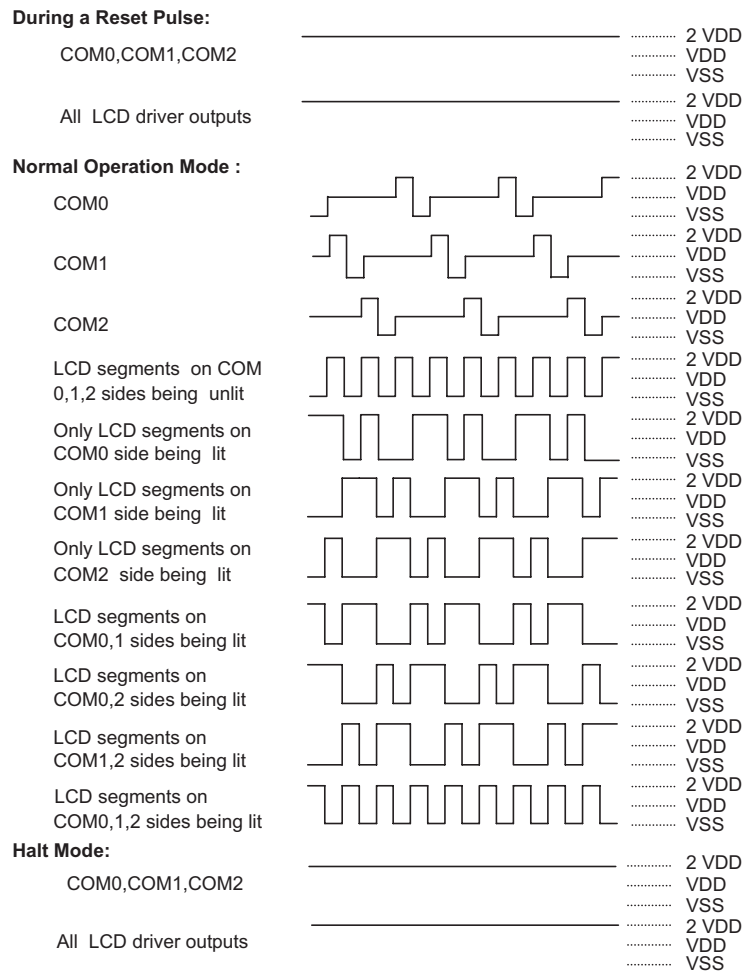 During a Reset Pulse:
2 VDD
COM0,COM1,COM2
VDD
VSS
2 VDD
All LCD driver outputs
VDD
VSS
Normal Operation Mode :
2 VDD
VDD
COM0
VSS
2 VDD
VDD
COM1
VSS
2 VDD
VDD
COM2
VSS
2 VDD
LCD segments on COM
VDD
0,1,2 sides being unlit
VSS
2 VDD
Only LCD segments on
VDD
COM0 side being lit
VSS
2 VDD
Only LCD segments on
VDD
COM1 side being lit
VSS
2 VDD
Only LCD segments on
VDD
COM2 side being lit
VSS
2 VDD
LCD segments on
VDD
COM0,1 sides being lit
VSS
2 VDD
LCD segments on
VDD
COM0,2 sides being lit
VSS
2 VDD
LCD segments on
VDD
COM1,2 sides being lit
VSS
2 VDD
LCD segments on
VDD
COM0,1,2 sides being lit
VSS
Halt Mode:
2 VDD
COM0,COM1,COM2
VDD
VSS
2 VDD
All LCD driver outputs
VDD
VSS